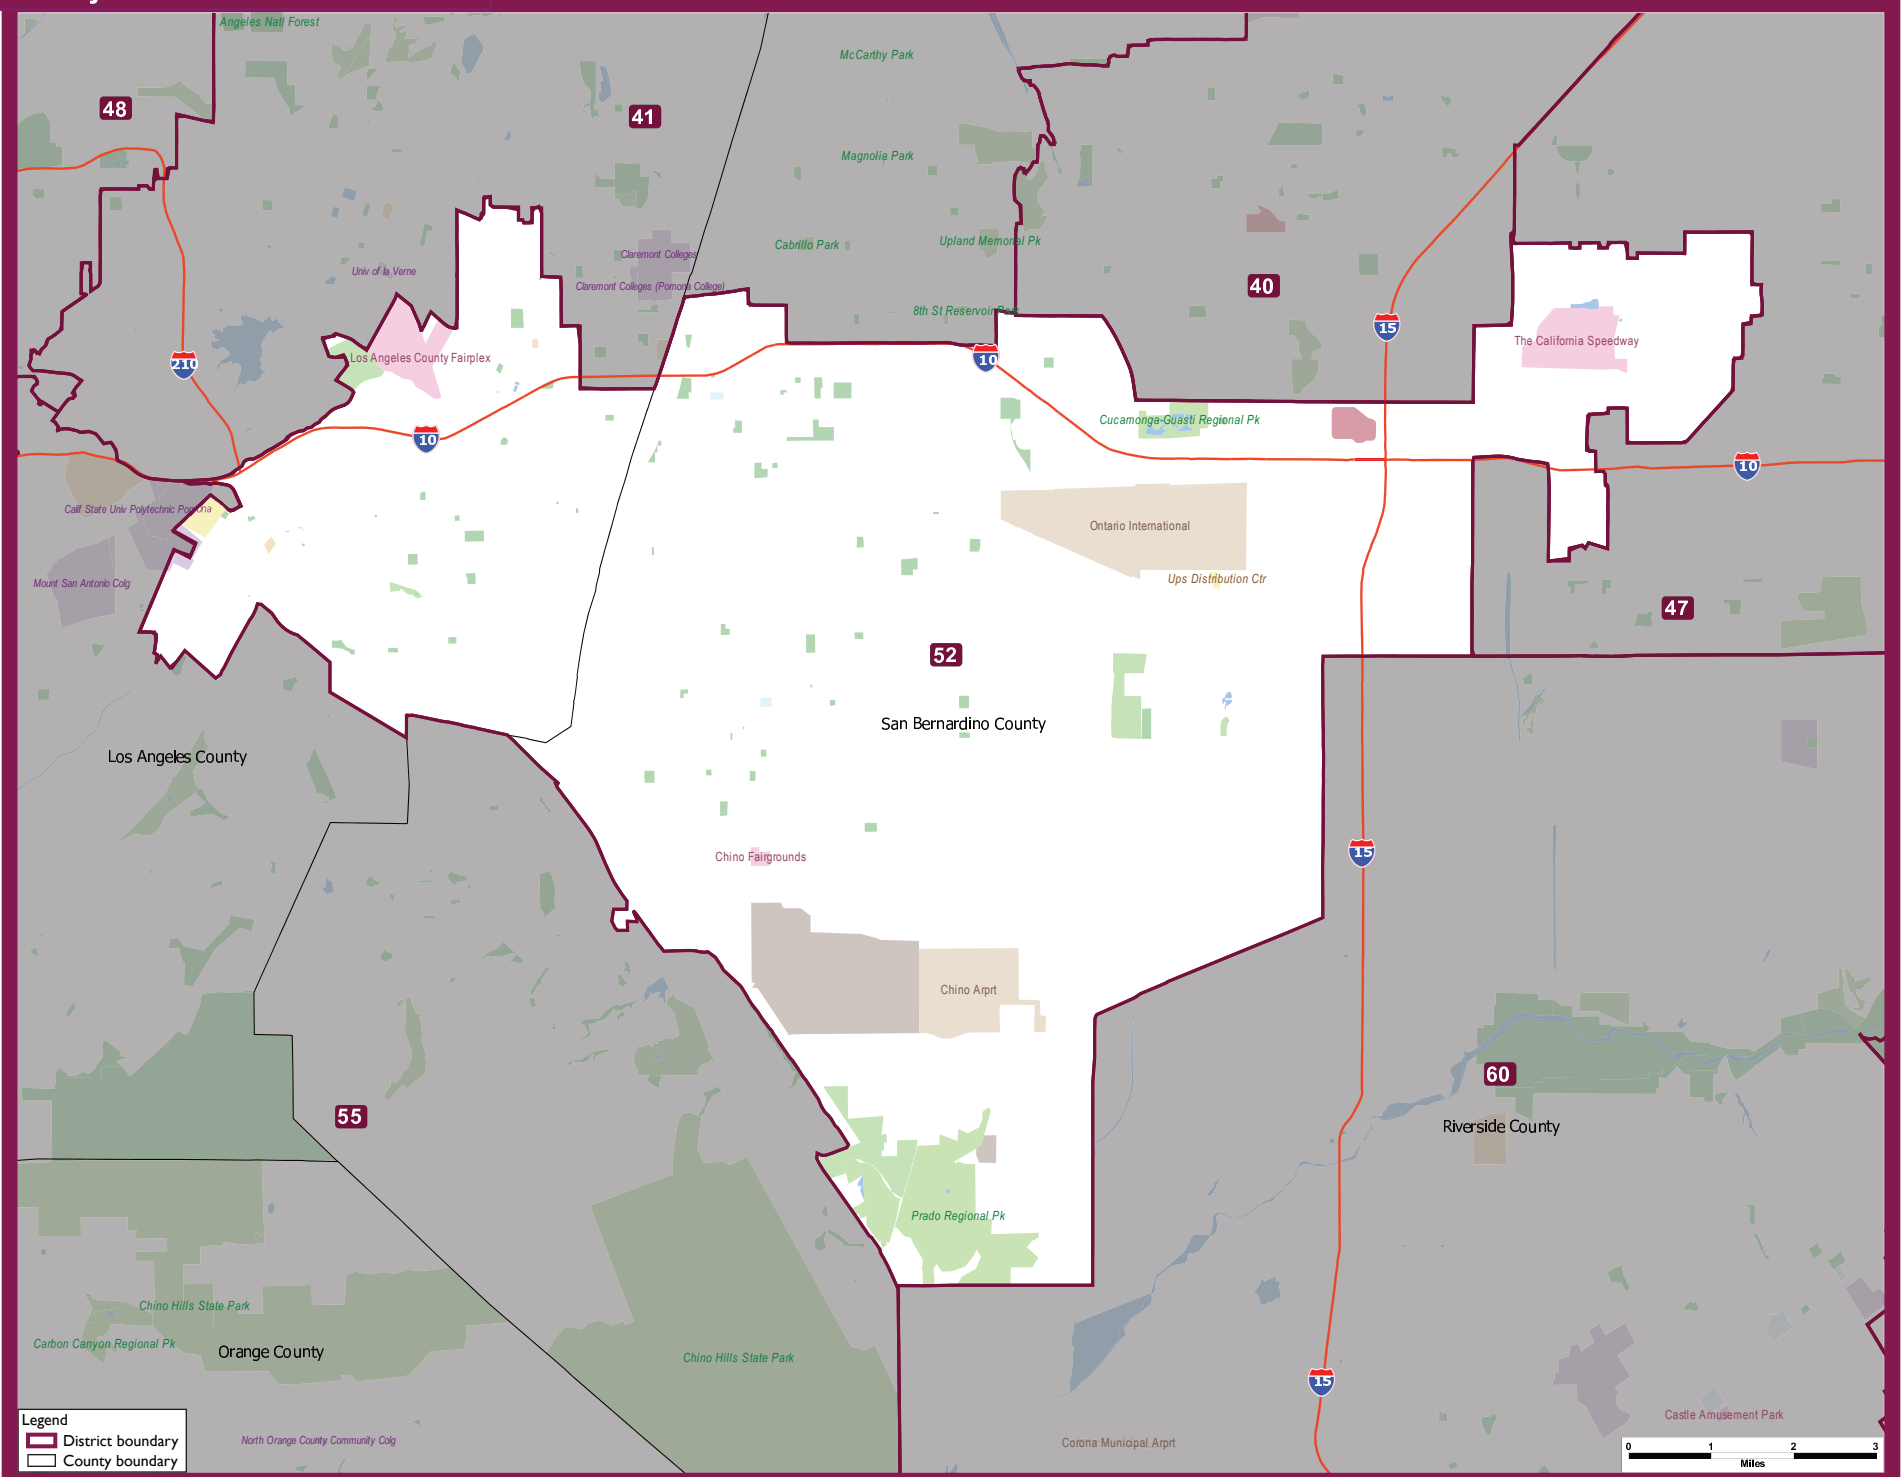 Angeles Natl Forest
McCarthy Park
48
41
Magnolia Park
Cabrillo Park
Upland Memorial Pk
Claremont Colleges
Univ of la Verne
Claremont Colleges (Pomona College)
40
8th St Reservoir Park
15
The California Speedway
210
Los Angeles County Fairplex
10
Cucamonga-Guasti Regional Pk
10
10
Calif State Univ Polytechnic Pomona
Ontario International
Mount San Antonio Colg
Ups Distribution Ctr
47
52
San Bernardino County
Los Angeles County
15
Chino Fairgrounds
Chino Arprt
60
55
Riverside County
Prado Regional Pk
Chino Hills State Park
Carbon Canyon Regional Pk
Orange County
Chino Hills State Park
15
Castle Amusement Park
North Orange County Community Colg
Corona Municipal Arprt
Legend
District boundary
County boundary
0 1 2 3
Miles